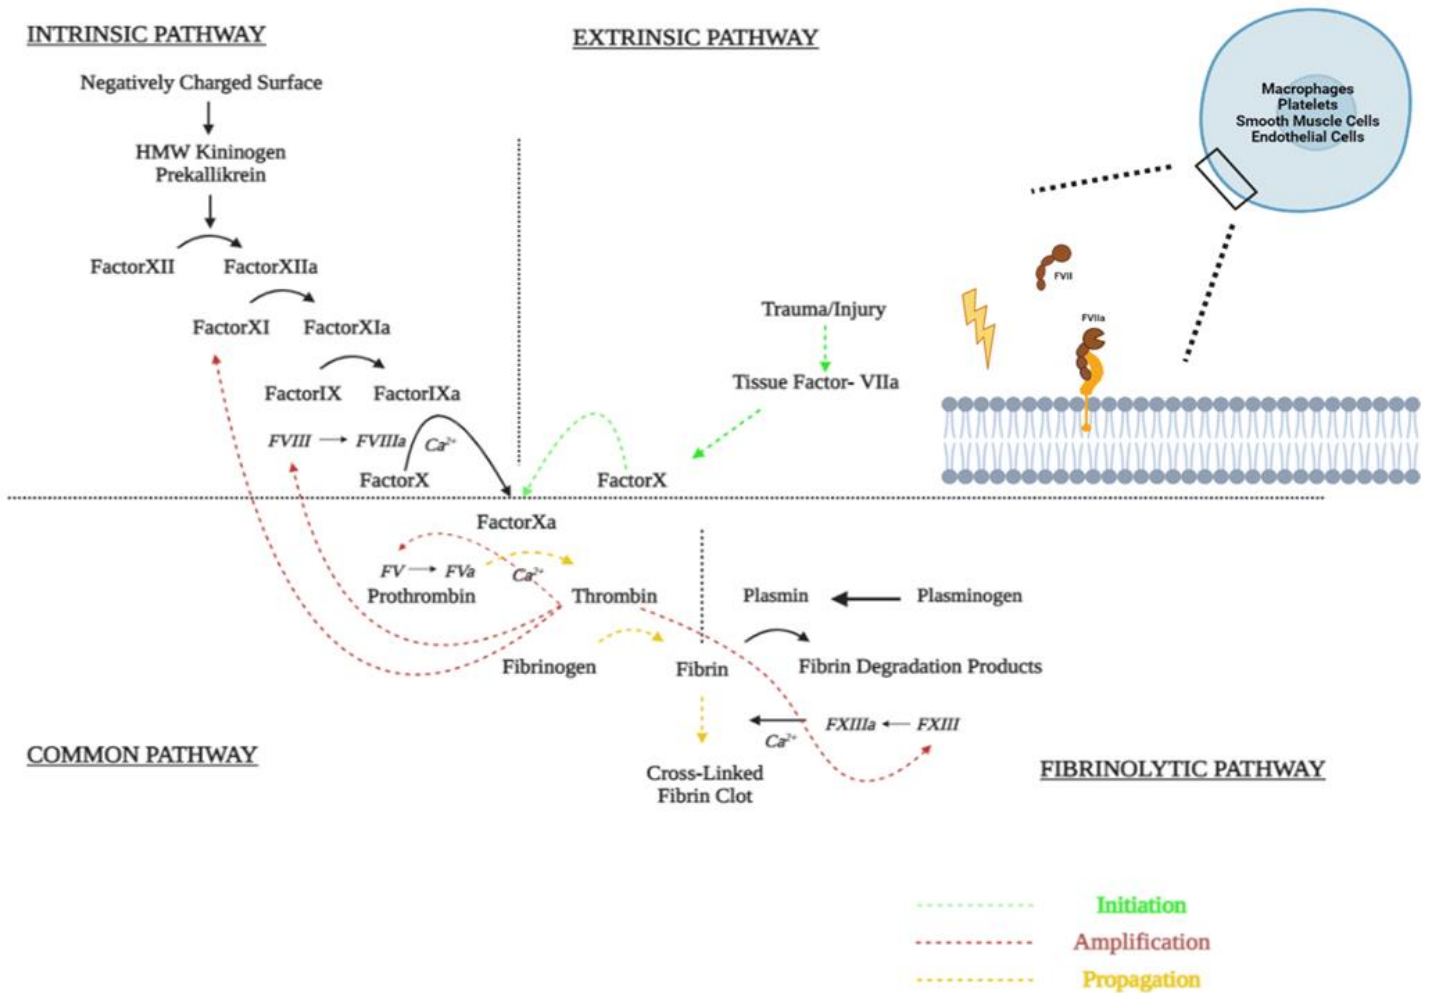 INTRINSIC PATHWAY
Negatively Charged Surface
HMW Kininogen
Prekallikrein
FactorXII
FactorXIIa
FactorXI
FactorXIa
FactorIX
FactorIXa
FVIII
FVIIIa
Ca2+
FactorX
EXTRINSIC PATHWAY
Trauma/Injury
Tissue Factor- VIIa
FactorX
Macrophages
Platelets
Smooth Muscle Cells
Endothelial Cells
FVII
FVIIa
FactorXa
FV
FVa
Ca2+
Prothrombin
Thrombin
Fibrinogen
Fibrin
Cross-Linked
Fibrin Clot
COMMON PATHWAY
Plasmin
Plasminogen
Fibrin Degradation Products
FXIIIa
FXIII
Ca2+
FIBRINOLYTIC PATHWAY
Initiation
Amplification
Propagation